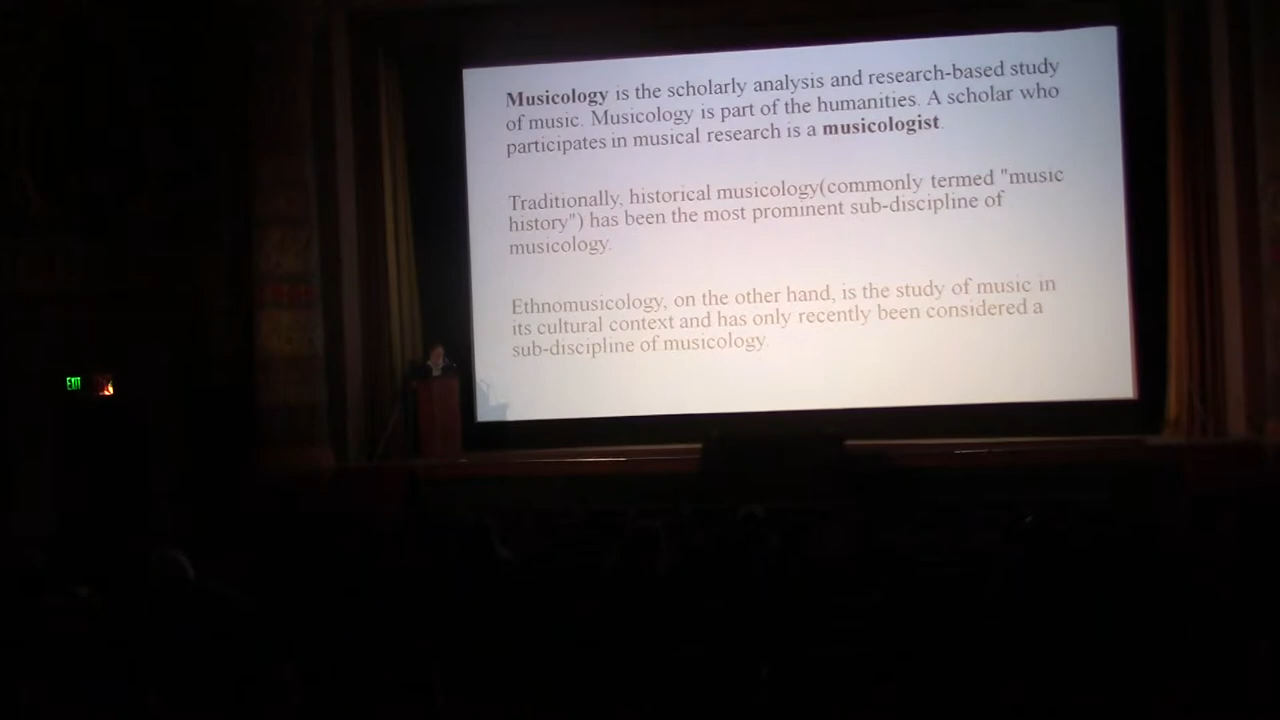 Musicology is the scholarly analysis and research-based study
of music. Musicology is part of the humanities. A scholar who
participates in musical research is a musicologist.
Traditionally, historical musicology(commonly termed "music
history") has been the most prominent sub-discipline of
musicology.
Ethnomusicology, on the other hand, is the study of music in
its cultural context and has only recently been considered a
sub-discipline of musicology.
EXIT